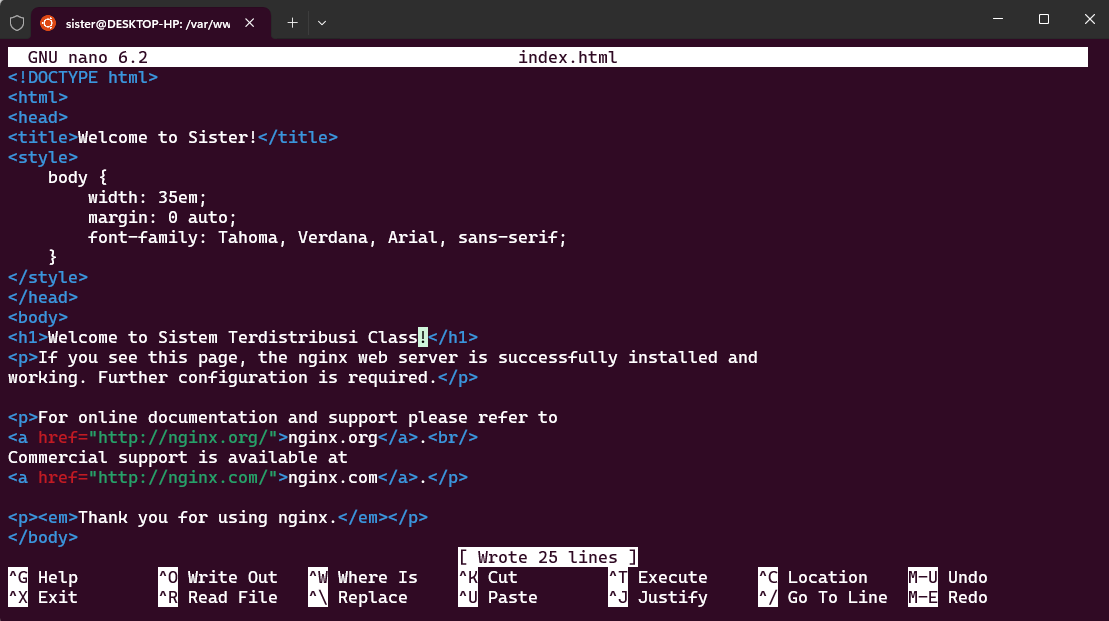 sister@DESKTOP-HP: /var/ww
GNU nano 6.2 index.html
<!DOCTYPE html>
<html>
<head>
<title>Welcome to Sister!</title>
<style>
    body {
        width: 35em;
        margin: 0 auto;
        font-family: Tahoma, Verdana, Arial, sans-serif;
    }
</style>
</head>
<body>
<h1>Welcome to Sistem Terdistribusi Class!</h1>
<p>If you see this page, the nginx web server is successfully installed and
working. Further configuration is required.</p>

<p>For online documentation and support please refer to
<a href="http://nginx.org/">nginx.org</a>.<br/>
Commercial support is available at
<a href="http://nginx.com/">nginx.com</a>.</p>

<p><em>Thank you for using nginx.</em></p>
</body>
[ Wrote 25 lines ]
^G Help ^O Write Out ^W Where Is ^K Cut ^T Execute ^C Location M-U Undo
^X Exit ^R Read File ^\ Replace ^U Paste ^J Justify ^/ Go To Line M-E Redo